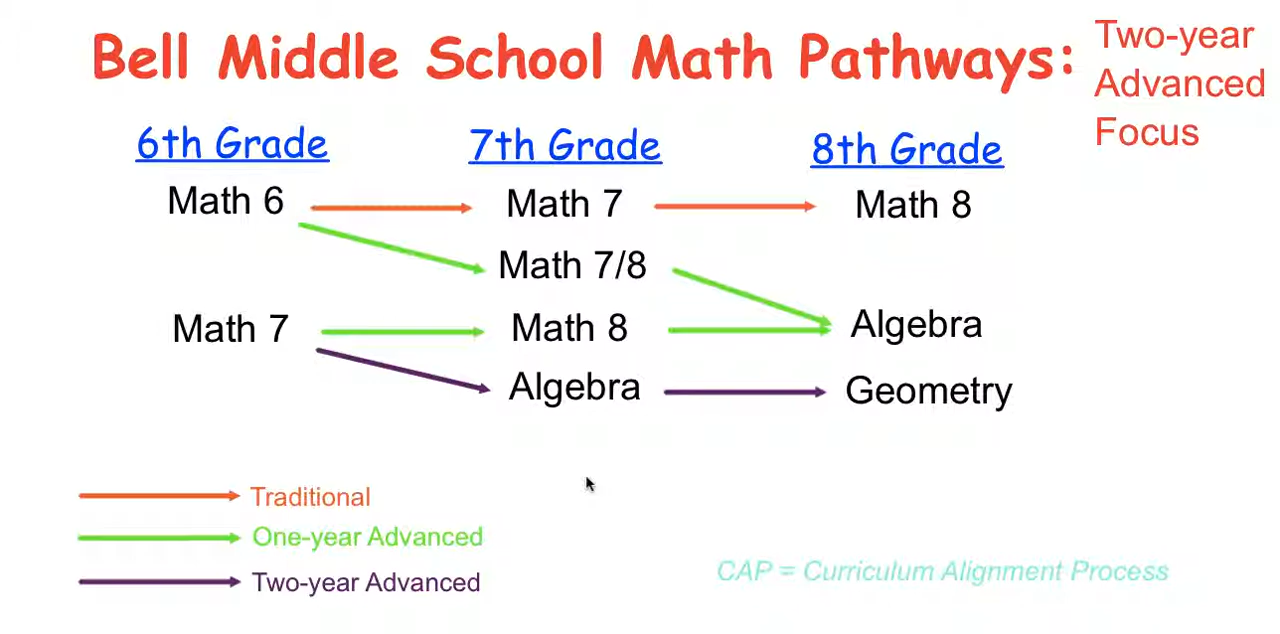 Bell Middle School Math Pathways:
Two-year
Advanced
Focus
6th Grade 7th Grade 8th Grade
Math 6 Math 7 Math 8
Math 7/8
Math 7 Math 8 Algebra
Algebra Geometry
Traditional
One-year Advanced
Two-year Advanced
CAP = Curriculum Alignment Process